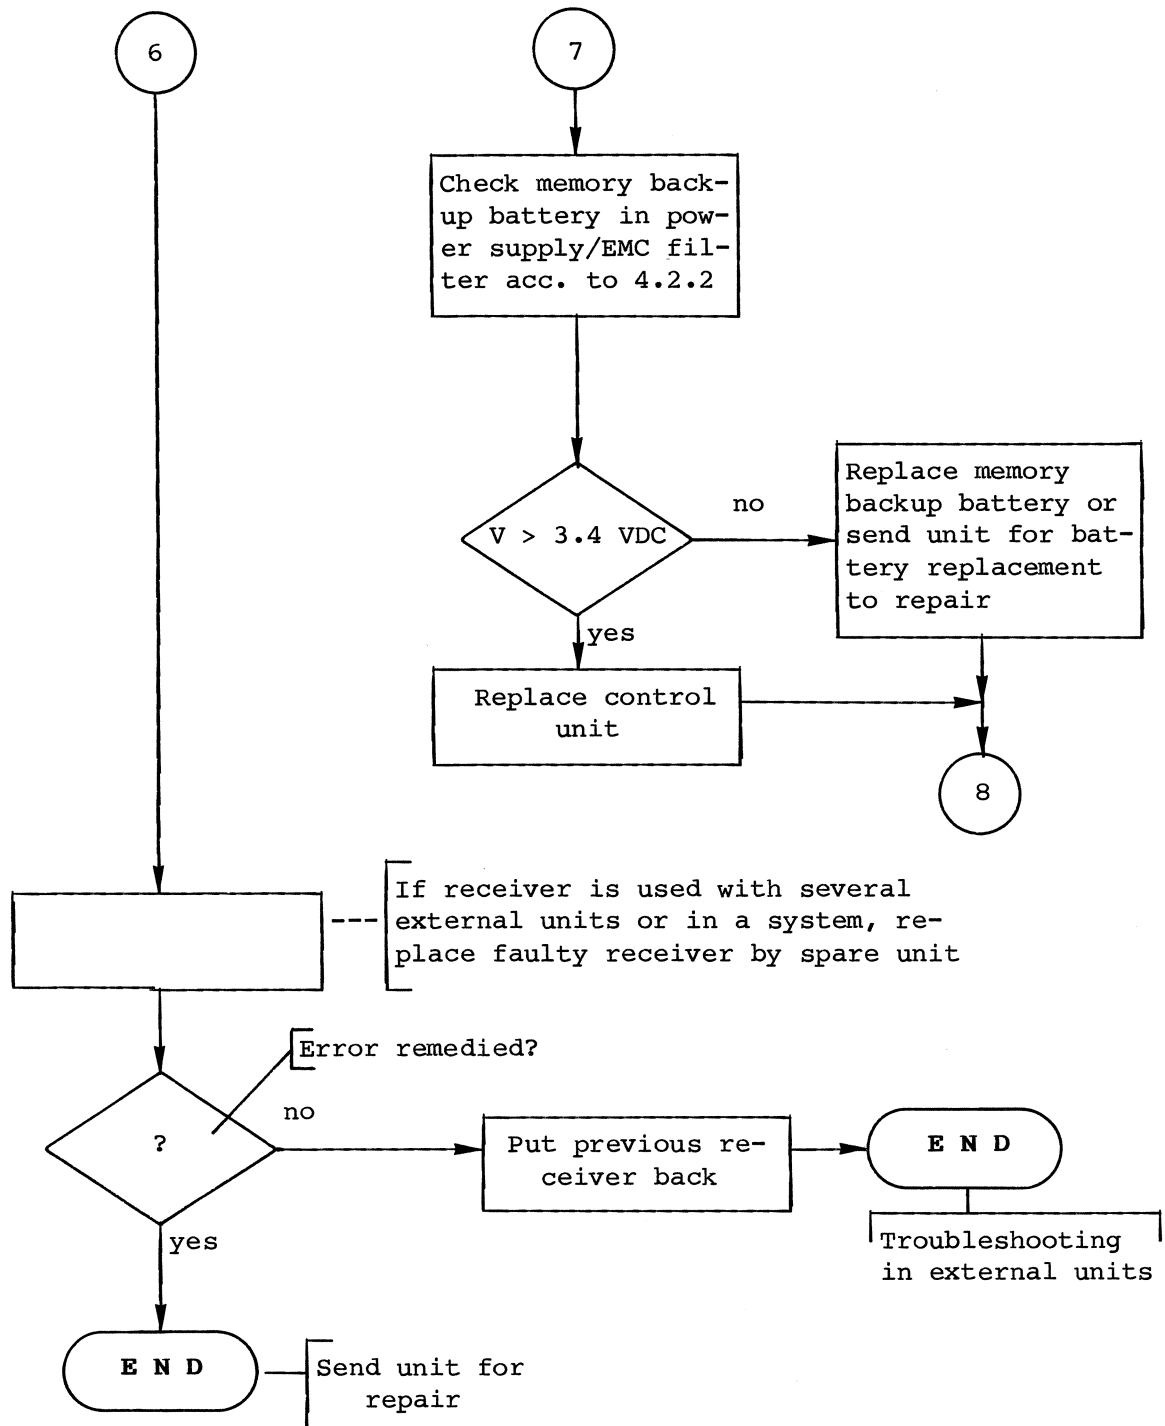 6
7
Check memory back-
up battery in pow-
er supply/EMC fil-
ter acc. to 4.2.2
V > 3.4 VDC
no
Replace memory
backup battery or
send unit for bat-
tery replacement
to repair
yes
Replace control
unit
8
If receiver is used with several
external units or in a system, re-
place faulty receiver by spare unit
Error remedied?
?
no
Put previous re-
ceiver back
E N D
Troubleshooting
in external units
yes
E N D
Send unit for
repair